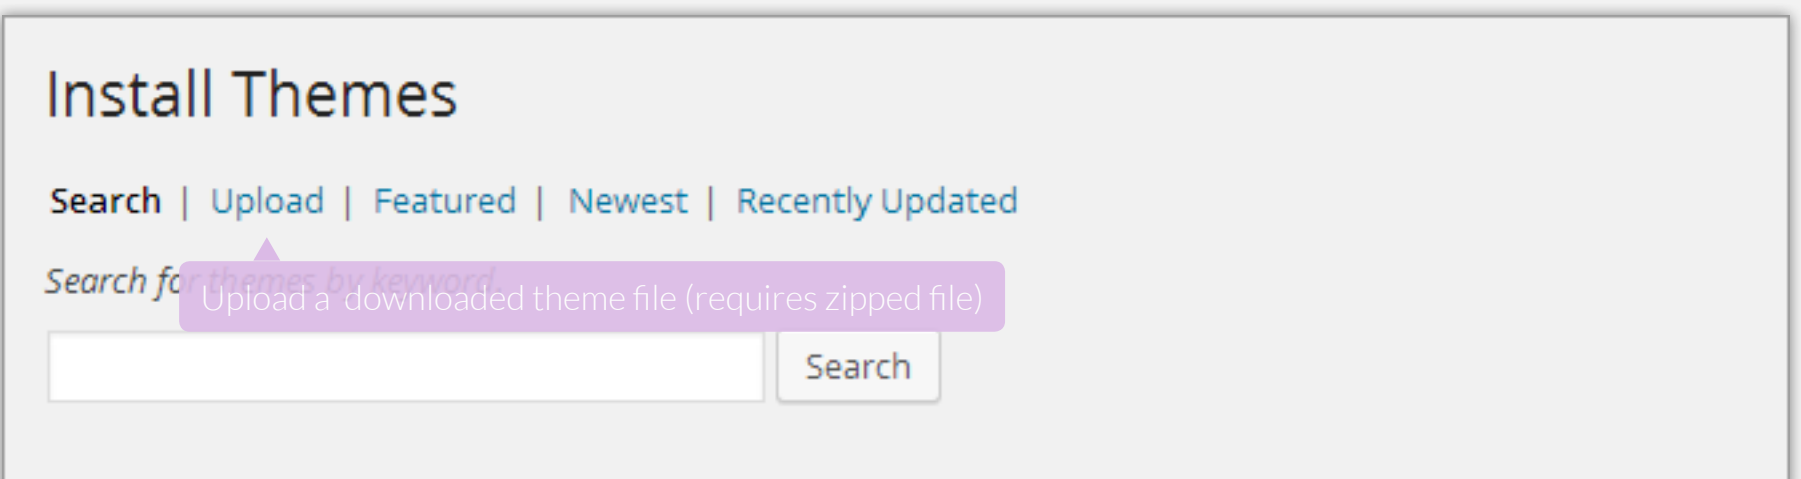 Install Themes
Search | Upload | Featured | Newest | Recently Updated
Search for themes by keyword.
Upload a downloaded theme file (requires zipped file)
Search